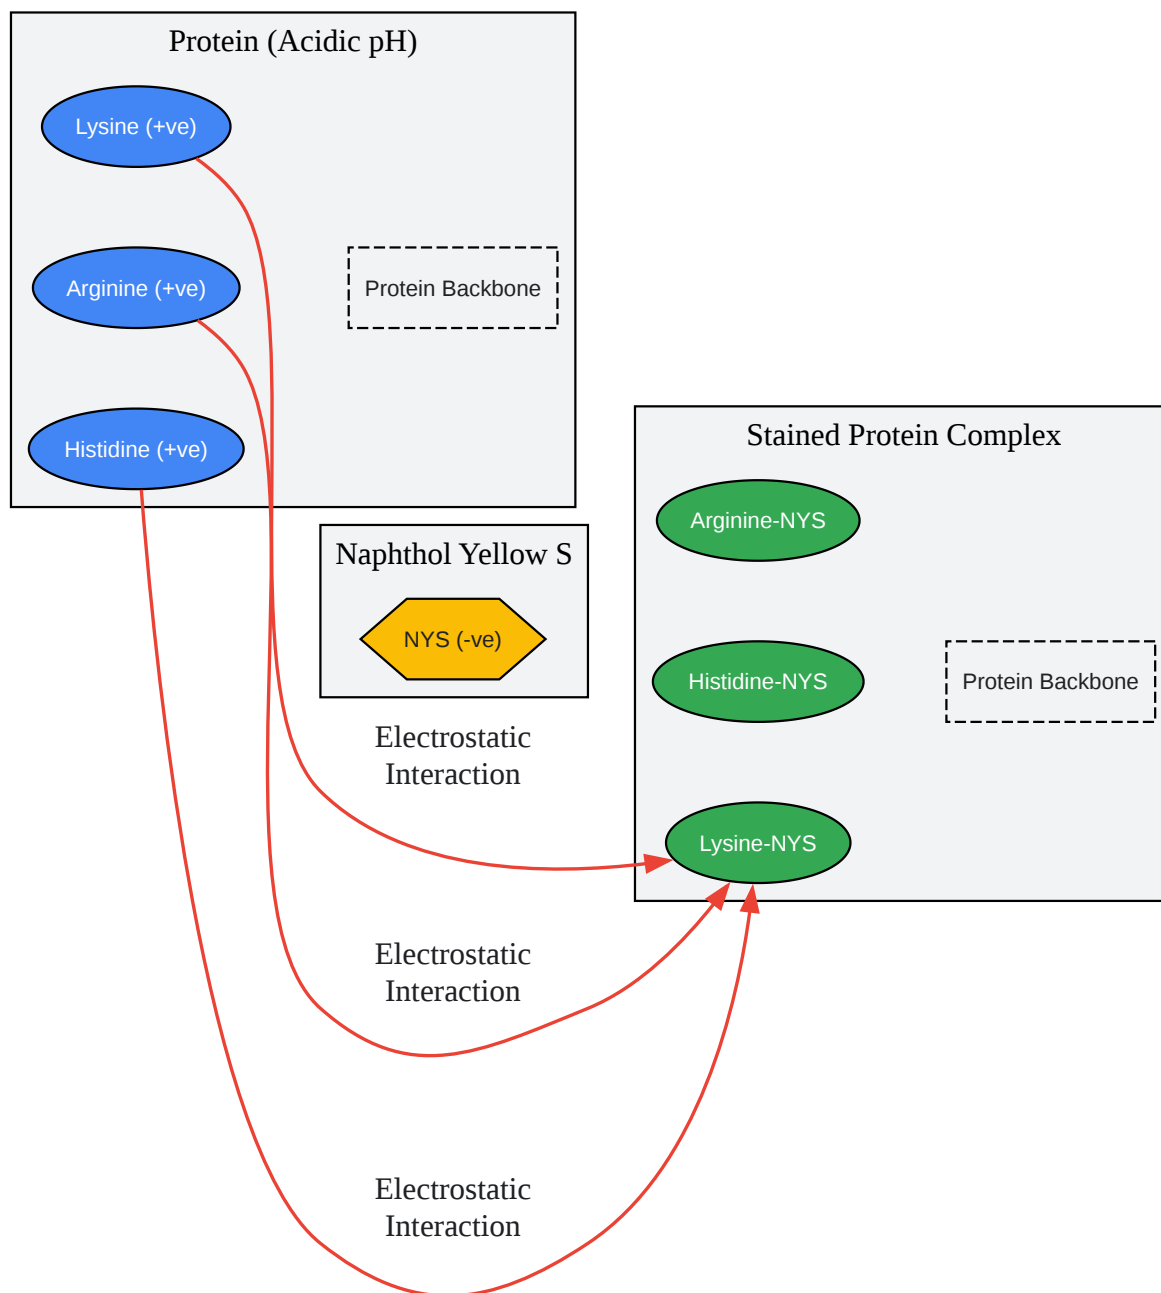 Protein (Acidic pH)
Lysine (+ve)
Arginine (+ve)
Protein Backbone
Histidine (+ve)
Stained Protein Complex
Arginine-NYS
Naphthol Yellow S
NYS (-ve)
Histidine-NYS
Protein Backbone
Electrostatic
Interaction
Lysine-NYS
Electrostatic
Interaction
Electrostatic
Interaction